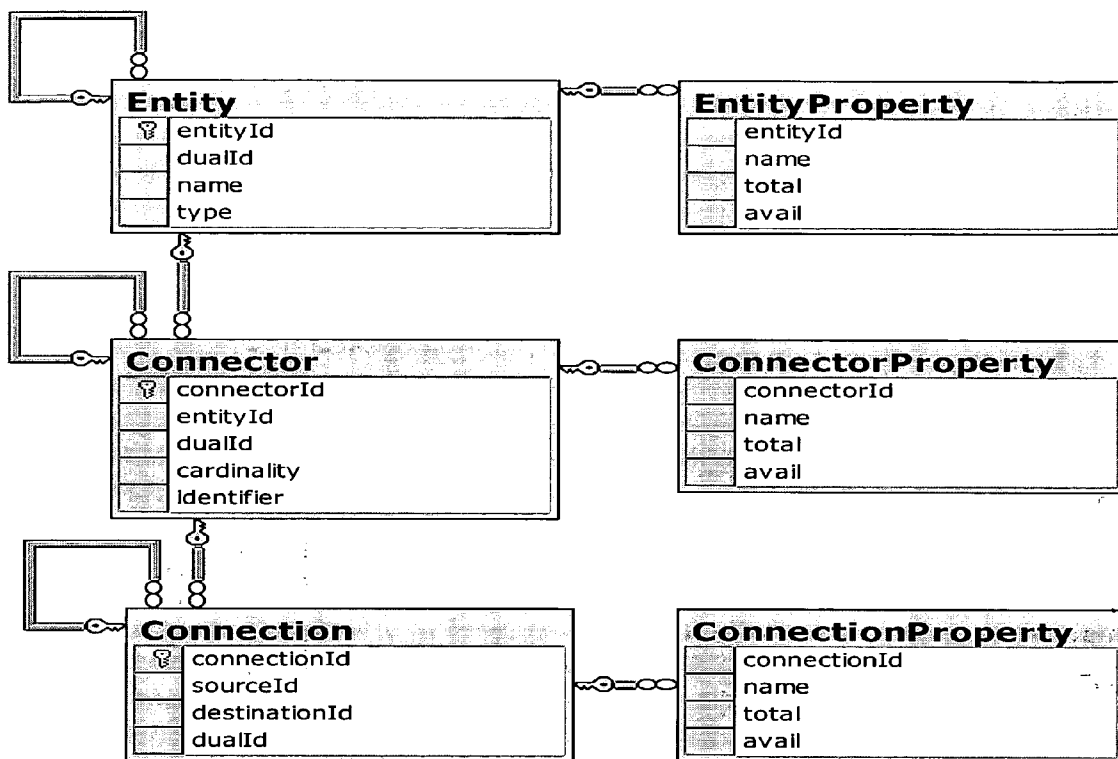 Entity
entityId
dualId
name
type
EntityProperty
entityId
name
total
avail
Connector
connectorId
entityId
dualId
cardinality
identifier
ConnectorProperty
connectorId
name
total
avail
Connection
connectionId
sourceId
destinationId
dualId
ConnectionProperty
connectionId
name
total
avail